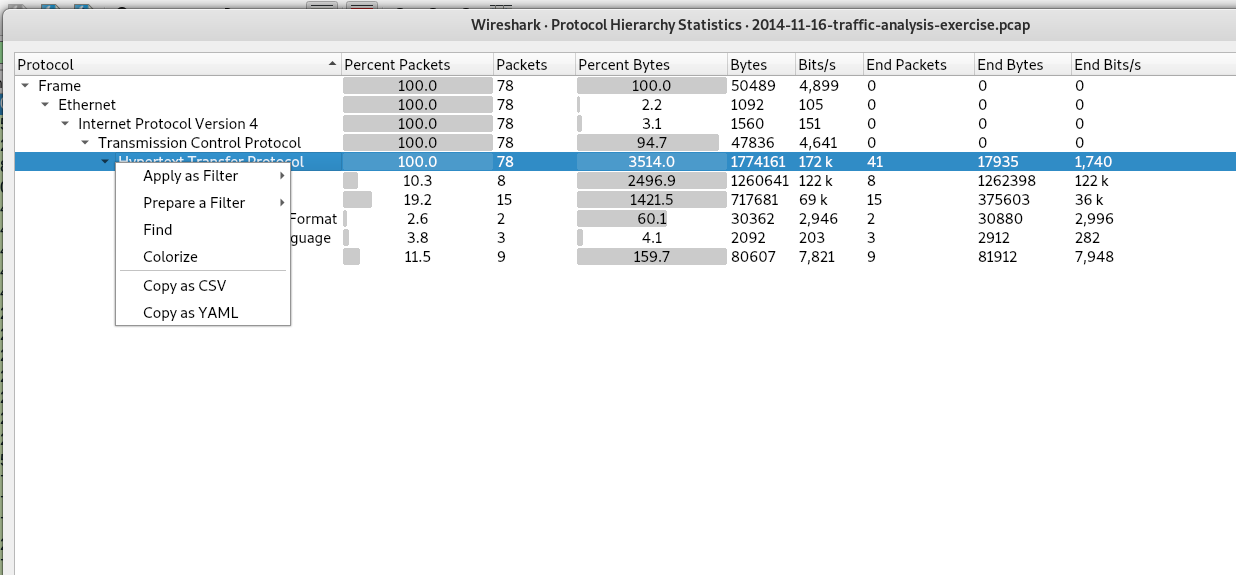 Wireshark · Protocol Hierarchy Statistics · 2014-11-16-traffic-analysis-exercise.pcap
Protocol Percent Packets Packets Percent Bytes Bytes Bits/s End Packets End Bytes End Bits/s
Frame 100.0 78 100.0 50489 4,899 0 0 0
Ethernet 100.0 78 2.2 1092 105 0 0 0
Internet Protocol Version 4 100.0 78 3.1 1560 151 0 0 0
Transmission Control Protocol 100.0 78 94.7 47836 4,641 0 0 0
Hypertext Transfer Protocol 100.0 78 3514.0 1774161 172 k 41 17935 1,740
Apply as Filter 10.3 8 2496.9 1260641 122 k 8 1262398 122 k
Prepare a Filter 19.2 15 1421.5 717681 69 k 15 375603 36 k
Find Format 2.6 2 60.1 30362 2,946 2 30880 2,996
guage 3.8 3 4.1 2092 203 3 2912 282
Colorize 11.5 9 159.7 80607 7,821 9 81912 7,948
Copy as CSV
Copy as YAML